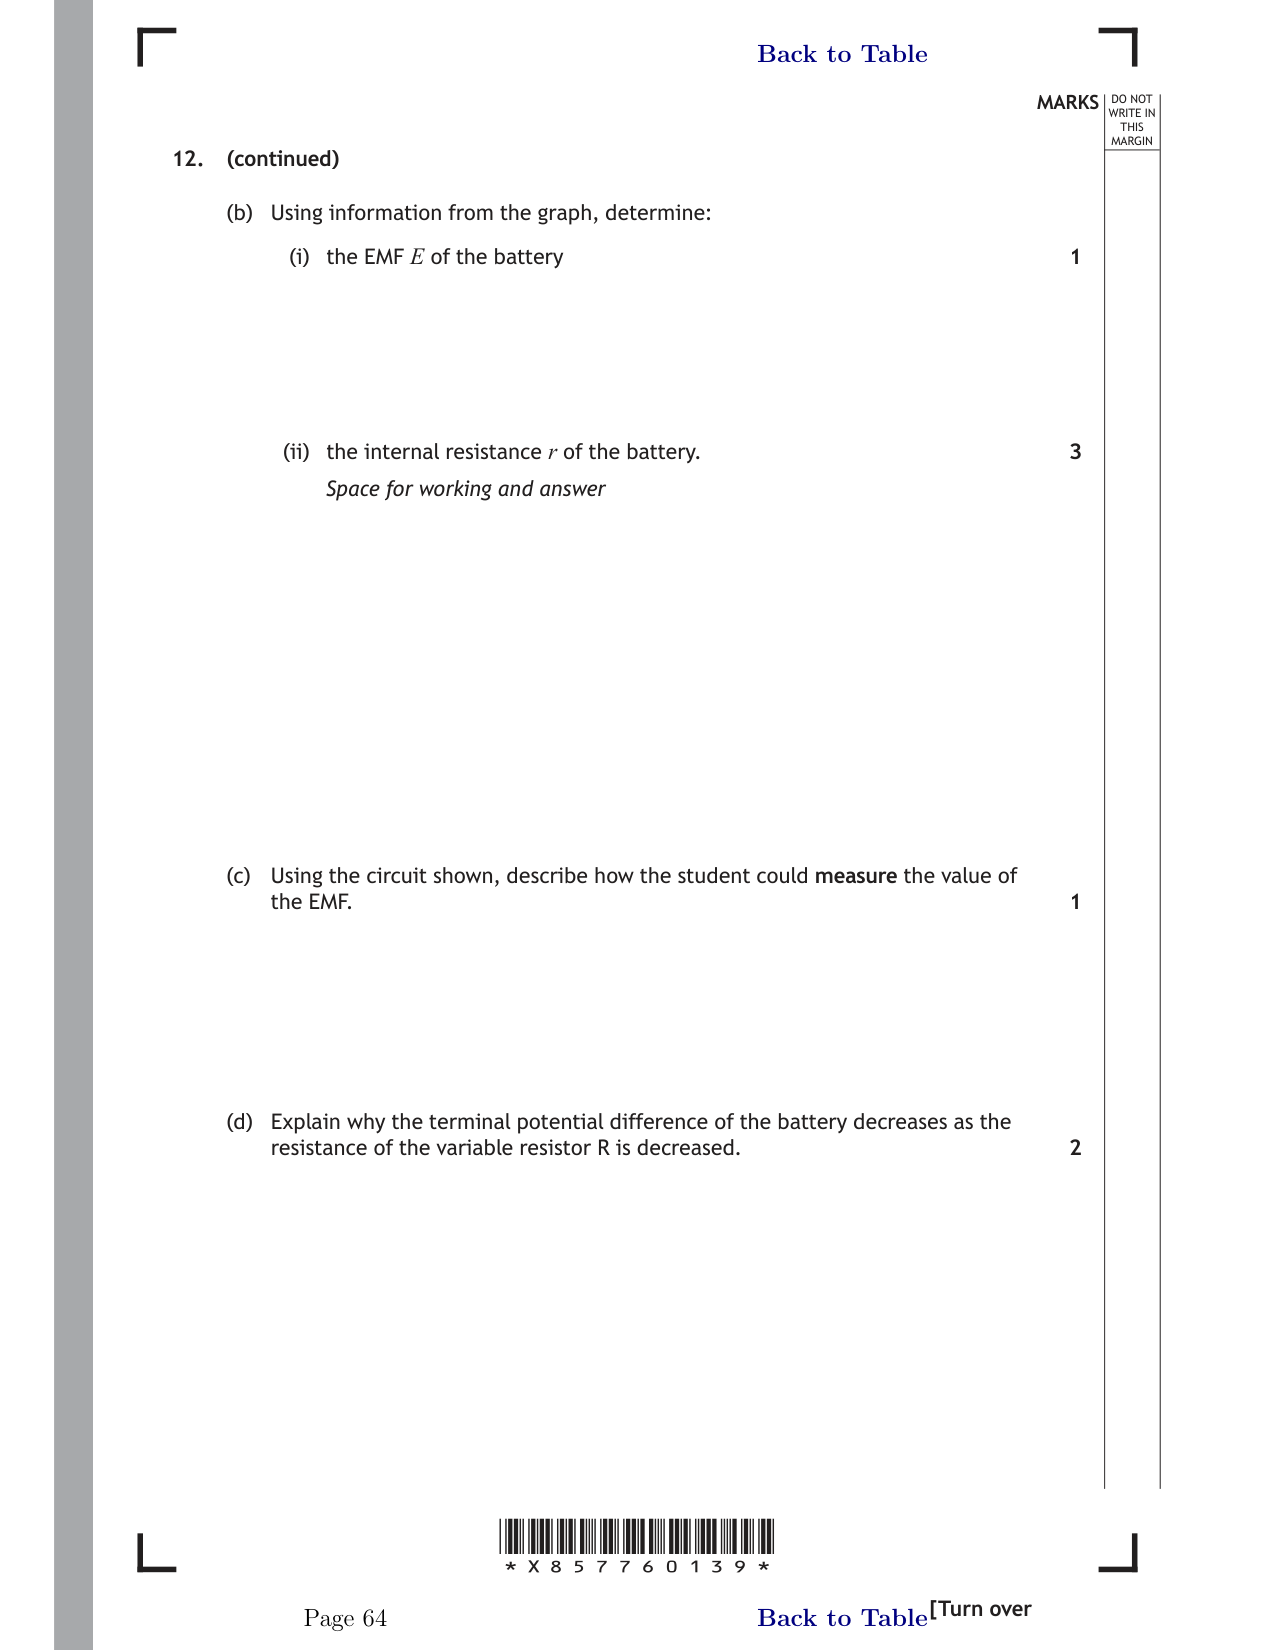 Back to Table
MARKS
DO NOT
WRITE IN
THIS
MARGIN
12. (continued)
(b) Using information from the graph, determine:
(i) the EMF E of the battery 1
(ii) the internal resistance r of the battery. 3
Space for working and answer
(c) Using the circuit shown, describe how the student could measure the value of
the EMF. 1
(d) Explain why the terminal potential difference of the battery decreases as the
resistance of the variable resistor R is decreased. 2
* X 8 5 7 7 6 0 1 3 9 *
[Turn over
Page 64
Back to Table